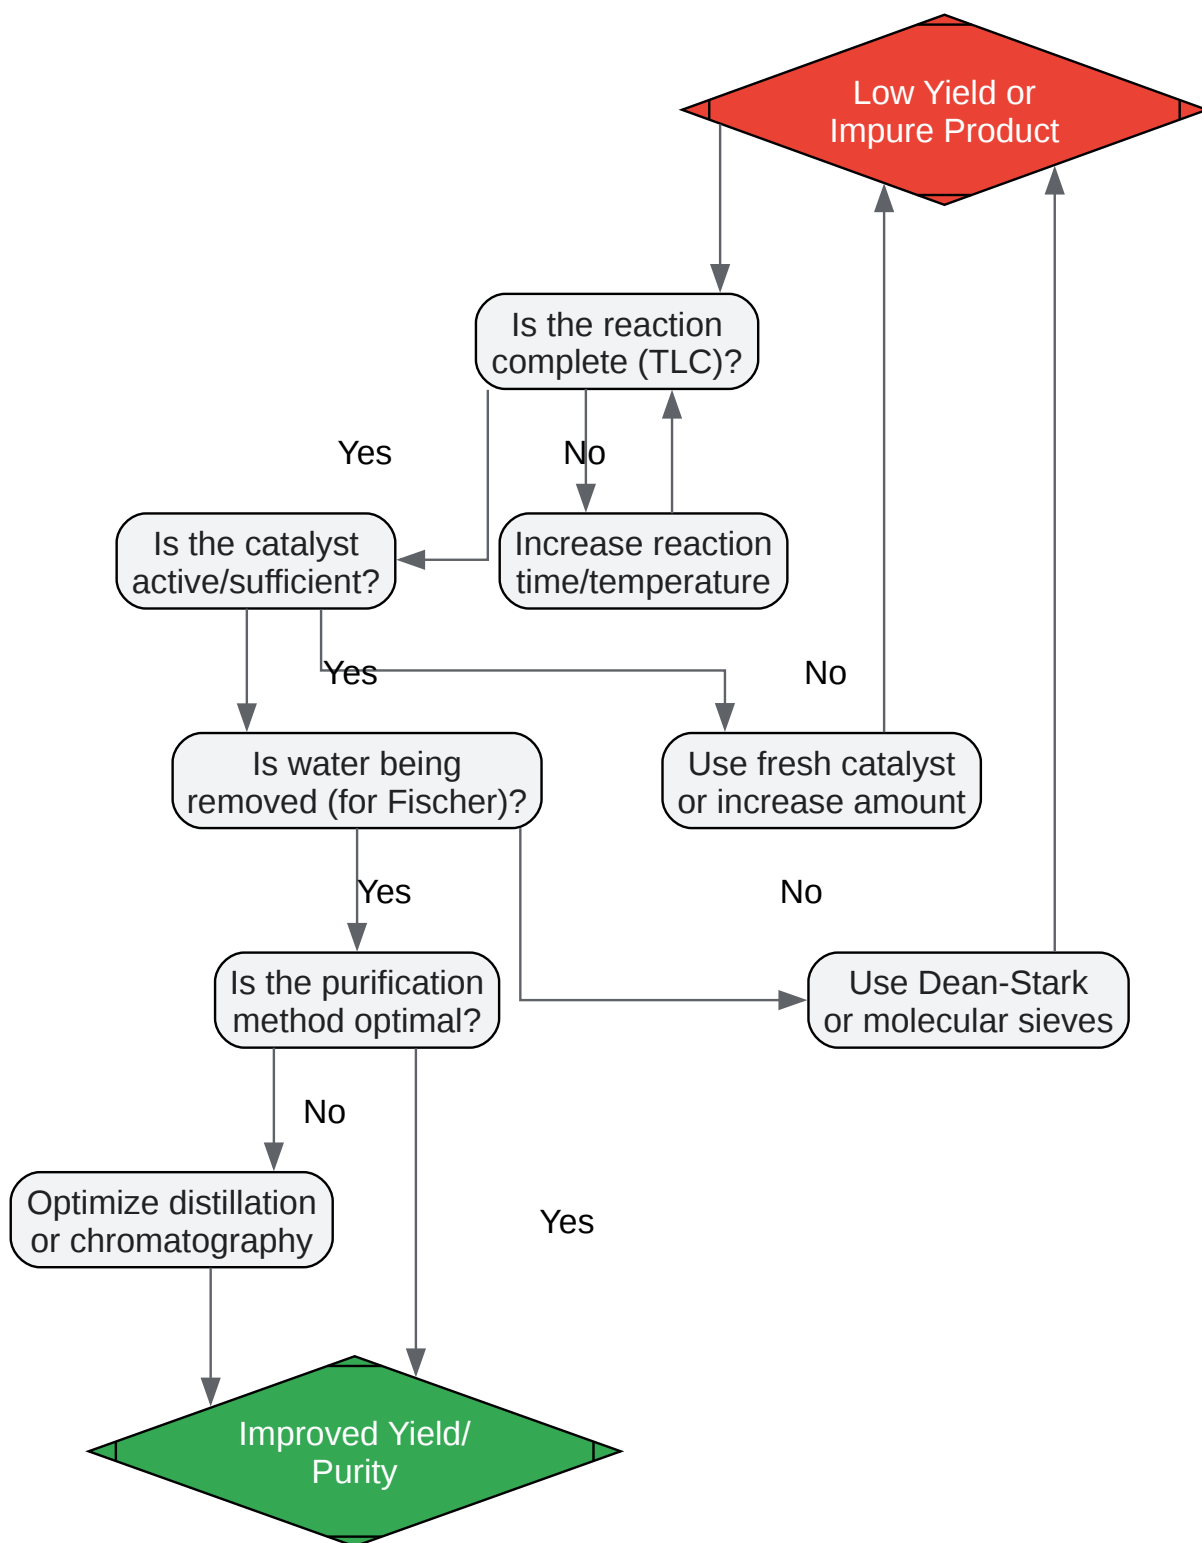 Low Yield or
Impure Product
Is the reaction
complete (TLC)?
Yes
No
Is the catalyst
active/sufficient?
Increase reaction
time/temperature
Yes
No
Is water being
removed (for Fischer)?
Use fresh catalyst
or increase amount
Yes
No
Is the purification
method optimal?
Use Dean-Stark
or molecular sieves
No
Optimize distillation
or chromatography
Yes
Improved Yield/
Purity